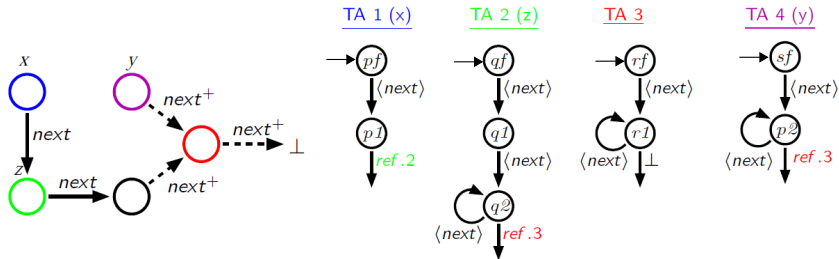 TA 1 (x) TA 2 (z) TA 3 TA 4 (y)
x y pf qf rf sf
⟨next⟩ ⟨next⟩ ⟨next⟩ ⟨next⟩
next next⁺ next⁺ ⊥ p1 q1 r1 p2
z next next⁺ ref.2 ⟨next⟩ ⟨next⟩ ⊥ ⟨next⟩ ref.3
q2
⟨next⟩ ref.3